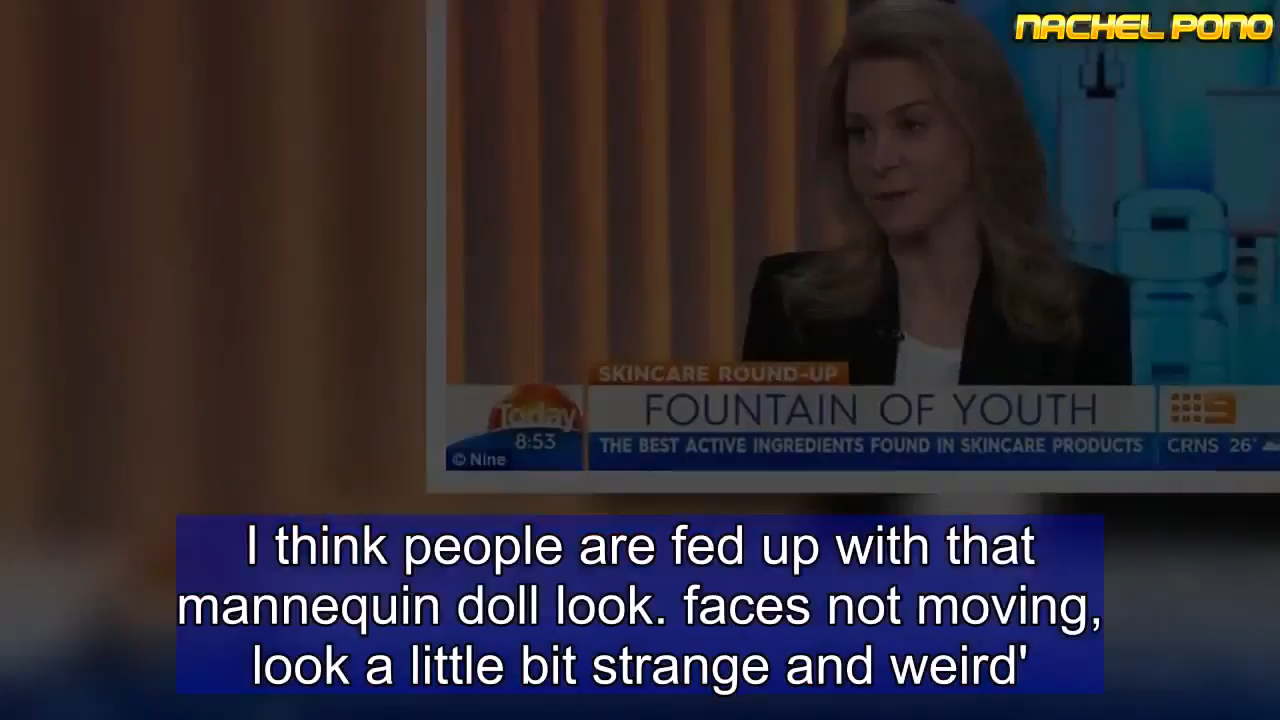 NACHEL PONO
SKINCARE ROUND-UP
Today
FOUNTAIN OF YOUTH
9
8:53
THE BEST ACTIVE INGREDIENTS FOUND IN SKINCARE PRODUCTS
CRNS 26°
© Nine
I think people are fed up with that
mannequin doll look. faces not moving,
look a little bit strange and weird'